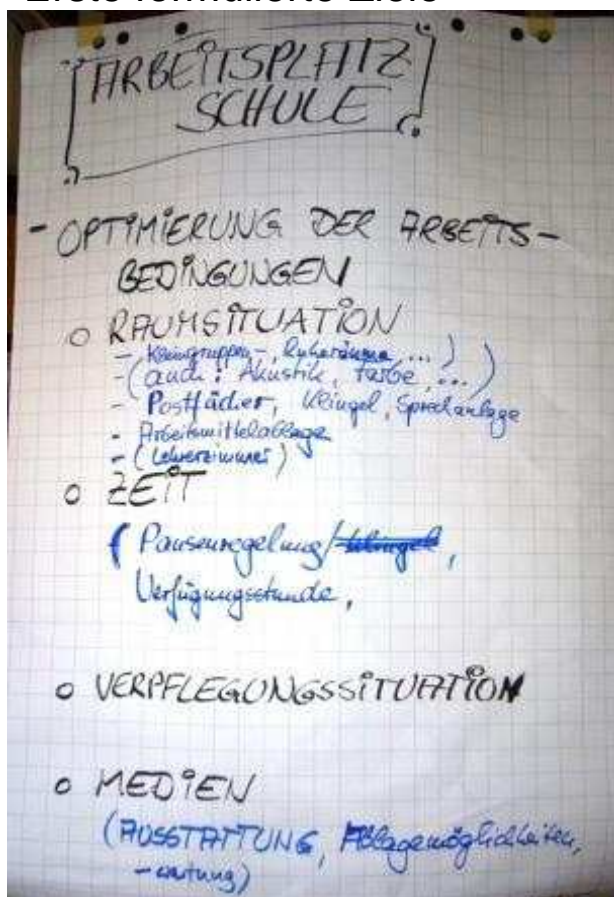 Erste formulierte Ziele
ARBEITSPLATZ
SCHULE
- OPTIMIERUNG DER ARBEITS-
BEDINGUNGEN
o RAUMSITUATION
- Kleingruppen-, Ruheräume, ...)
- (auch: Akustik, Farbe, ...)
- Postfächer, Klingel, Sprechanlage
- Arbeitsmittelablage
- (Lehrerzimmer)
o ZEIT
(Pausenregelung/klingel,
Verfügungsstunde,
o VERPFLEGUNGSSITUATION
o MEDIEN
(AUSSTATTUNG, Ablagemöglichkeiten,
-wartung)